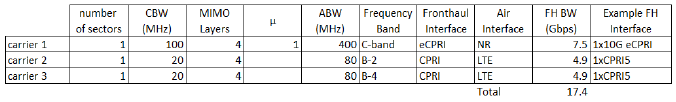 number of sectors CBW (MHz) MIMO Layers µ ABW (MHz) Frequency Band Fronthaul Interface Air Interface FH BW (Gbps) Example FH Interface
carrier 1 1 100 4 1 400 C-band eCPRI NR 7.5 1x10G eCPRI
carrier 2 1 20 4 80 B-2 CPRI LTE 4.9 1xCPRI5
carrier 3 1 20 4 80 B-4 CPRI LTE 4.9 1xCPRI5
Total 17.4